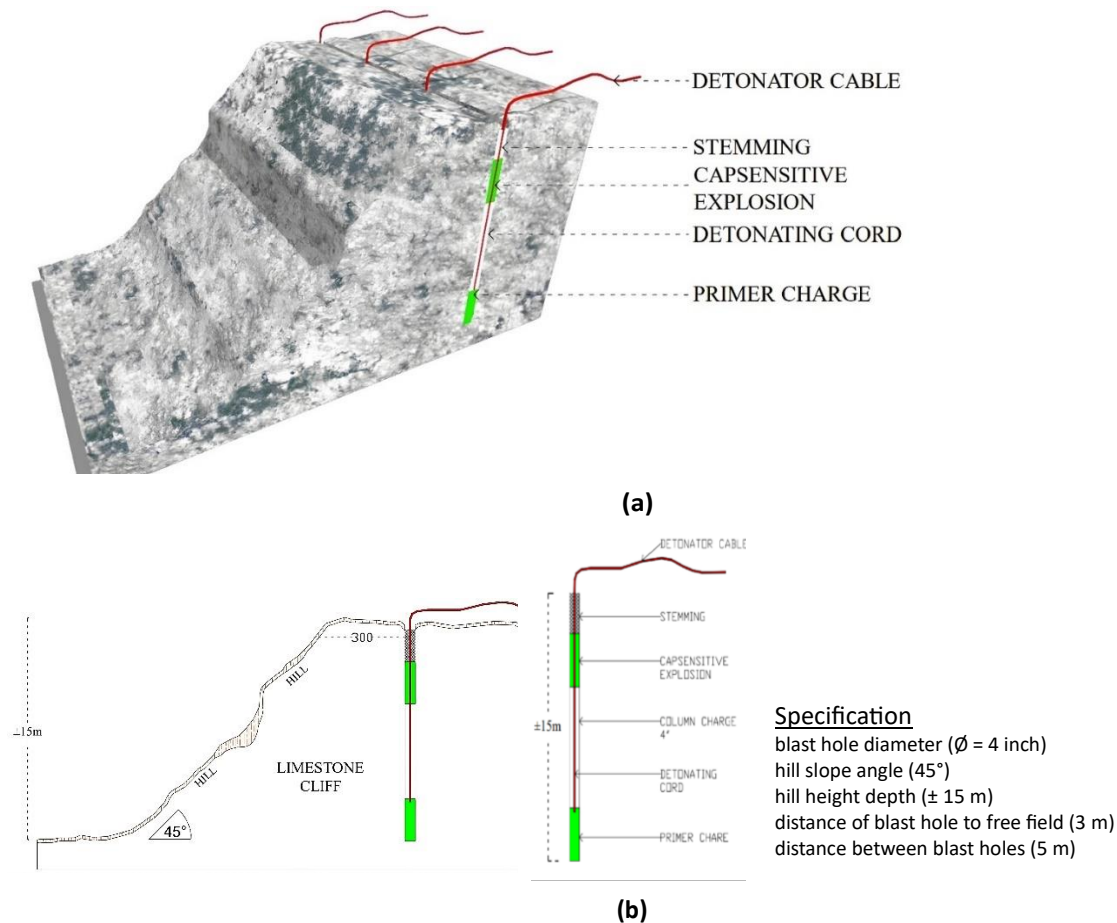 DETONATOR CABLE
STEMMING
CAPSENSITIVE
EXPLOSION
DETONATING CORD
PRIMER CHARGE
(a)
±15m
300
HILL
HILL
LIMESTONE
CLIFF
45°
DETONATOR CABLE
STEMMING
CAPSENSITIVE
EXPLOSION
±15m
COLUMN CHARGE
4"
DETONATING
CORD
PRIMER CHARE
Specification
blast hole diameter (Ø = 4 inch)
hill slope angle (45°)
hill height depth (± 15 m)
distance of blast hole to free field (3 m)
distance between blast holes (5 m)
(b)